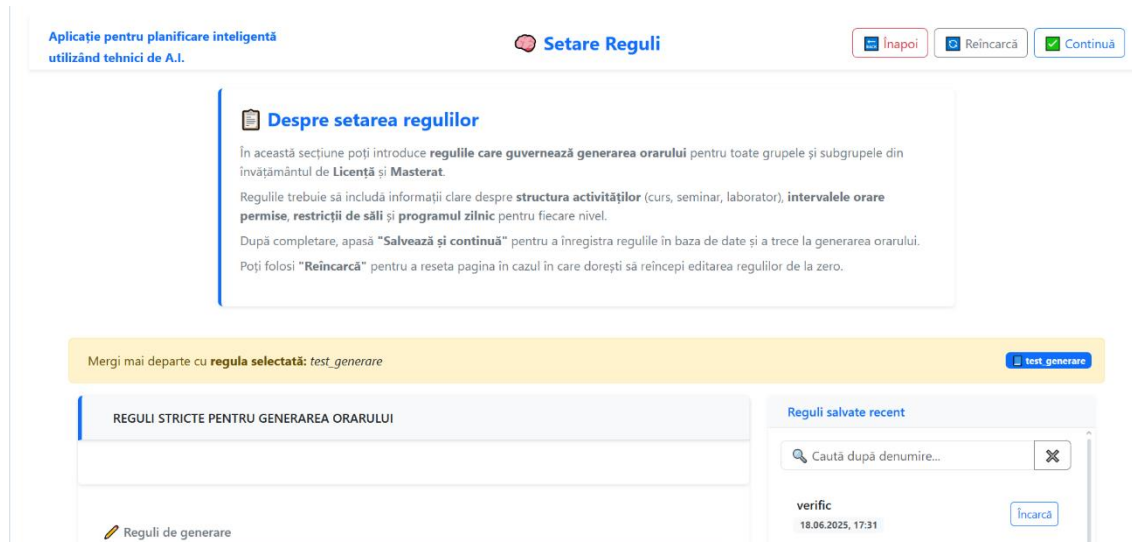 Aplicație pentru planificare inteligentă
utilizând tehnici de A.I.
Setare Reguli
Înapoi
Reîncarcă
Continuă
Despre setarea regulilor
În această secțiune poți introduce regulile care guvernează generarea orarului pentru toate grupele și subgrupele din
învățământul de Licență și Masterat.
Regulile trebuie să includă informații clare despre structura activităților (curs, seminar, laborator), intervalele orare
permise, restricții de săli și programul zilnic pentru fiecare nivel.
După completare, apasă "Salvează și continuă" pentru a înregistra regulile în baza de date și a trece la generarea orarului.
Poți folosi "Reîncarcă" pentru a reseta pagina în cazul în care dorești să reîncepi editarea regulilor de la zero.
Mergi mai departe cu regula selectată: test_generare
test_generare
REGULI STRICTE PENTRU GENERAREA ORARULUI
Reguli salvate recent
Caută după denumire...
verific
18.06.2025, 17:31
Încarcă
Reguli de generare